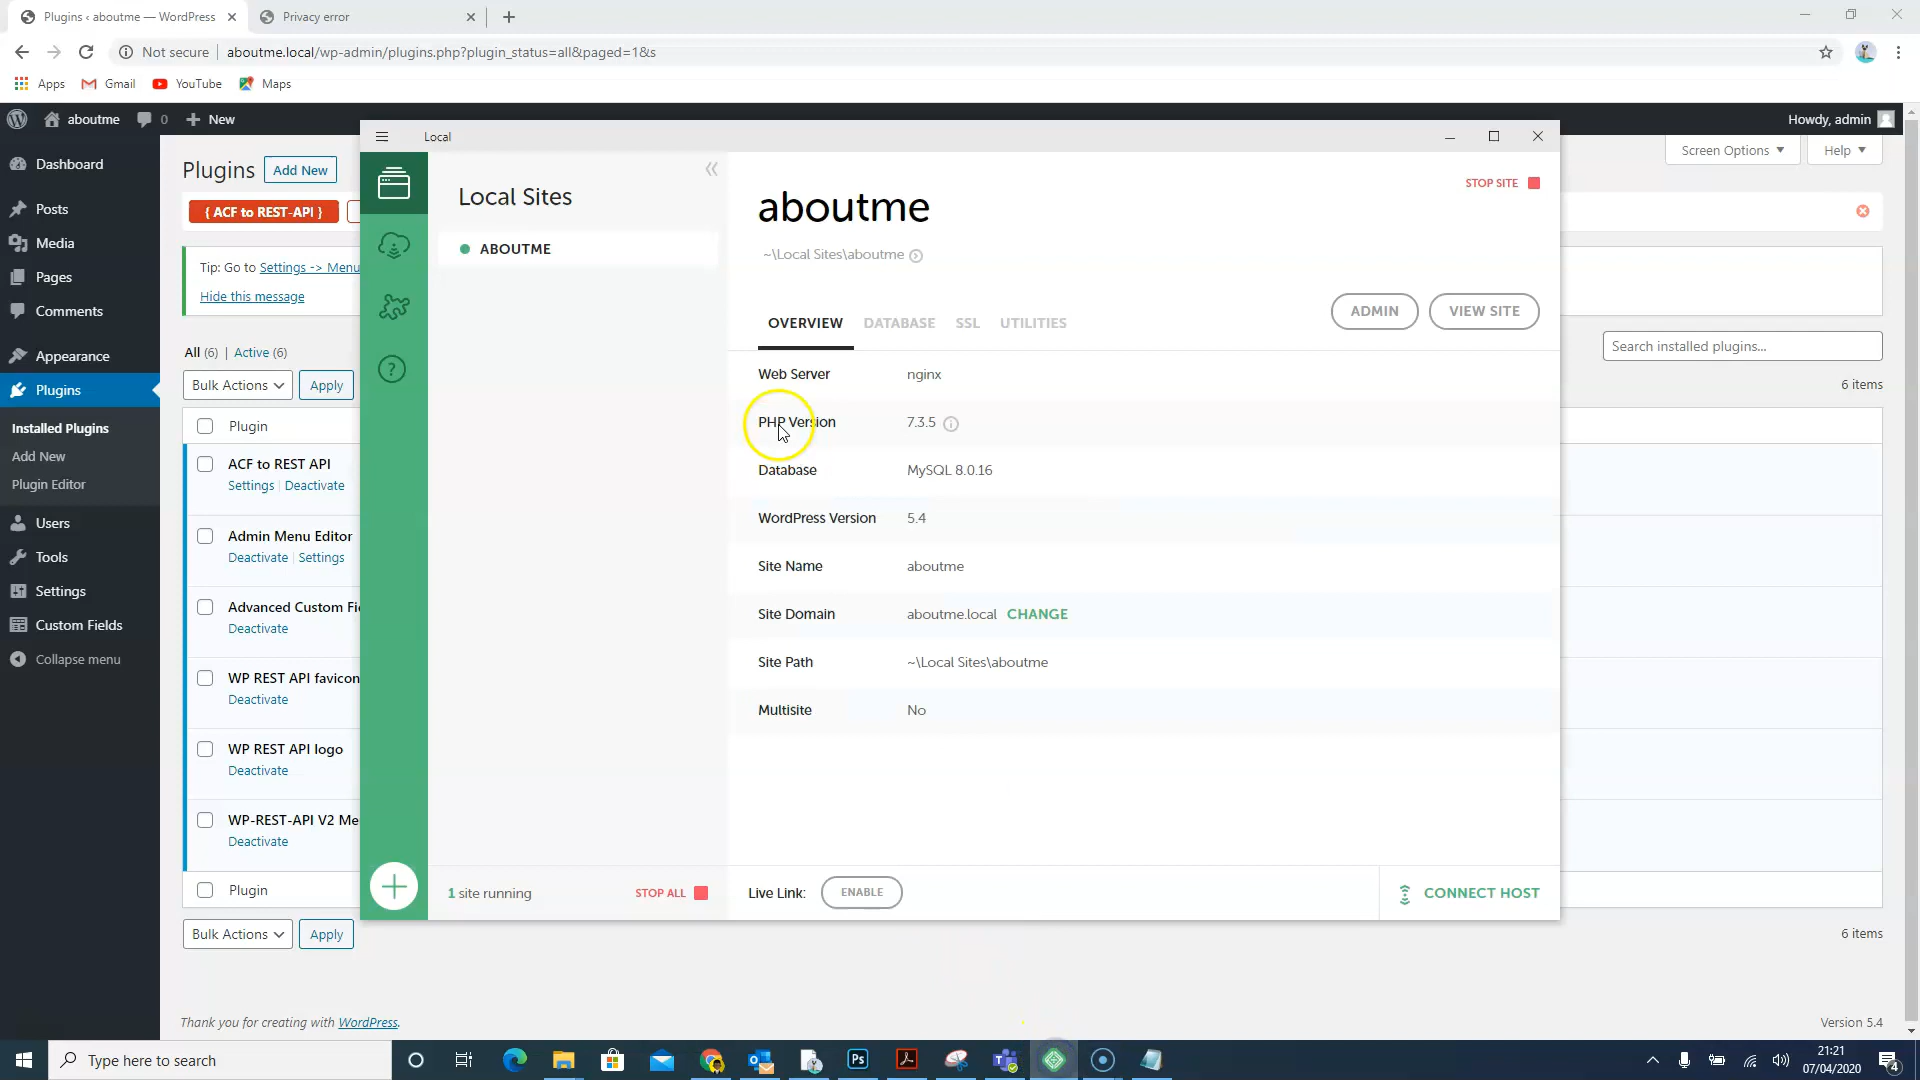 Plugins ‹ aboutme — WordPress
Privacy error
Not secure
aboutme.local/wp-admin/plugins.php?plugin_status=all&paged=1&s
Apps
Gmail
YouTube
Maps
aboutme
0
New
Howdy, admin
Dashboard
Posts
Media
Pages
Comments
Appearance
Plugins
Installed Plugins
Add New
Plugin Editor
Users
Tools
Settings
Custom Fields
Collapse menu
Plugins
Add New
Screen Options
Help
{ ACF to REST-API }
Tip: Go to Settings -> Menu
Hide this message
All (6) | Active (6)
Search installed plugins...
Bulk Actions
Apply
6 items
Plugin
ACF to REST API
Settings | Deactivate
Admin Menu Editor
Deactivate | Settings
Advanced Custom Fi
Deactivate
WP REST API favicon
Deactivate
WP REST API logo
Deactivate
WP-REST-API V2 Me
Deactivate
Plugin
Bulk Actions
Apply
6 items
Thank you for creating with WordPress.
Version 5.4
Local
Local Sites
ABOUTME
1 site running
STOP ALL
aboutme
STOP SITE
~\Local Sites\aboutme
OVERVIEW
DATABASE
SSL
UTILITIES
ADMIN
VIEW SITE
Web Server nginx
PHP Version 7.3.5
Database MySQL 8.0.16
WordPress Version 5.4
Site Name aboutme
Site Domain aboutme.local CHANGE
Site Path ~\Local Sites\aboutme
Multisite No
Live Link:
ENABLE
CONNECT HOST
Type here to search
Ps
21:21
07/04/2020
4